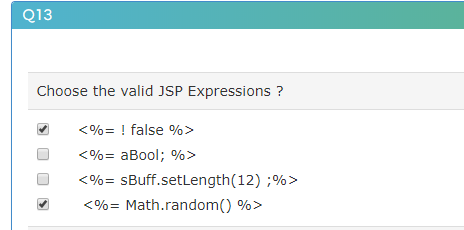 Q13
Choose the valid JSP Expressions ?
<%= ! false %>
<%= aBool; %>
<%= sBuff.setLength(12) ;%>
<%= Math.random() %>